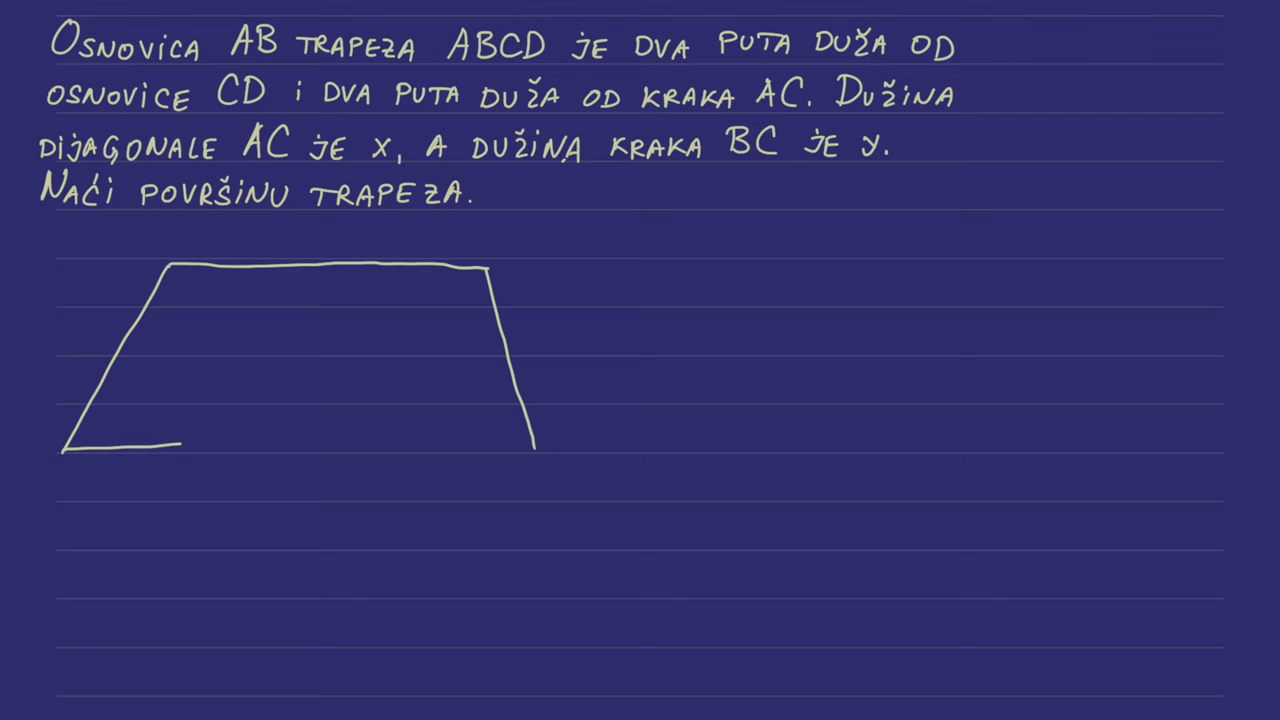 OSNOVICA AB TRAPEZA ABCD JE DVA PUTA DUŽA OD
OSNOVICE CD I DVA PUTA DUŽA OD KRAKA AC. DUŽINA
DIJAGONALE AC JE X, A DUŽINA KRAKA BC JE Y.
NAĆI POVRŠINU TRAPEZA.